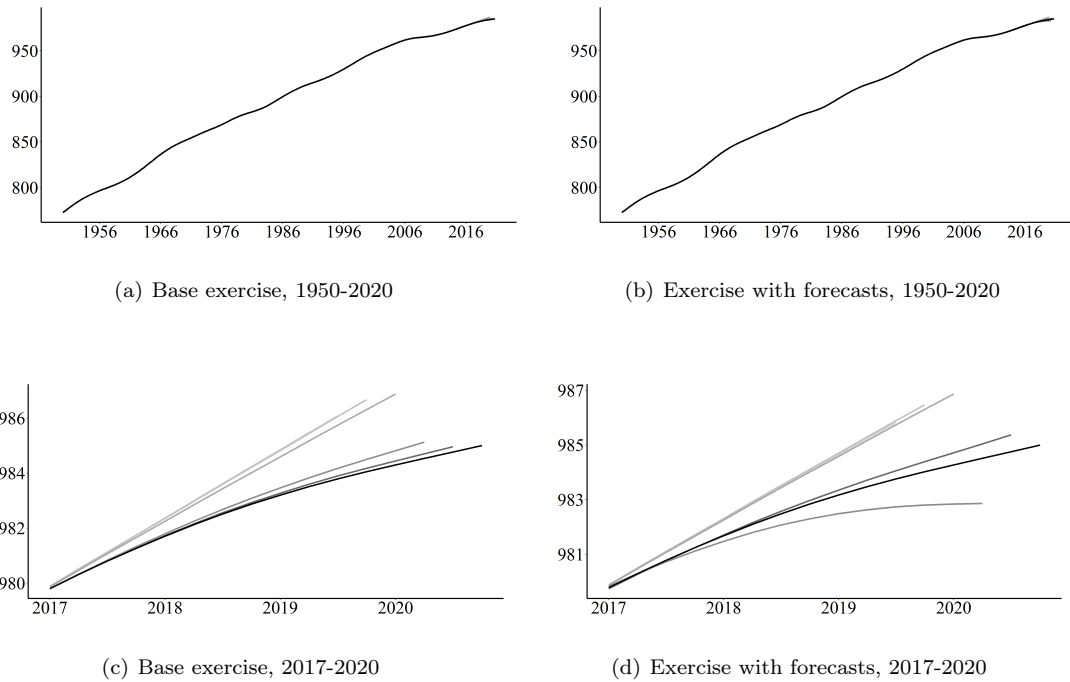 950
900
850
800
1956 1966 1976 1986 1996 2006 2016
(a) Base exercise, 1950-2020
950
900
850
800
1956 1966 1976 1986 1996 2006 2016
(b) Exercise with forecasts, 1950-2020
986
984
982
980
2017 2018 2019 2020
(c) Base exercise, 2017-2020
987
985
983
981
2017 2018 2019 2020
(d) Exercise with forecasts, 2017-2020